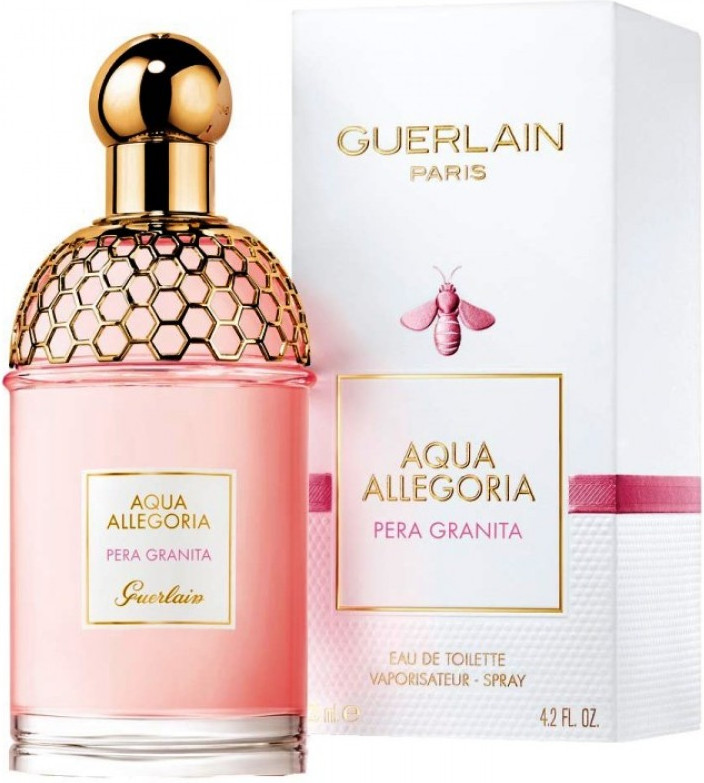 AQUA
ALLEGORIA
PERA GRANITA
Guerlain
GUERLAIN
PARIS
AQUA
ALLEGORIA
PERA GRANITA
EAU DE TOILETTE
VAPORISATEUR - SPRAY
ml ℮ 4.2 FL. OZ.